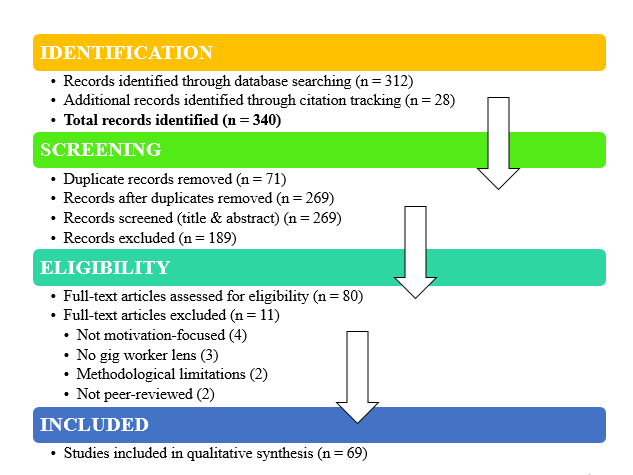 IDENTIFICATION
• Records identified through database searching (n = 312)
• Additional records identified through citation tracking (n = 28)
• Total records identified (n = 340)
SCREENING
• Duplicate records removed (n = 71)
• Records after duplicates removed (n = 269)
• Records screened (title & abstract) (n = 269)
• Records excluded (n = 189)
ELIGIBILITY
• Full-text articles assessed for eligibility (n = 80)
• Full-text articles excluded (n = 11)
• Not motivation-focused (4)
• No gig worker lens (3)
• Methodological limitations (2)
• Not peer-reviewed (2)
INCLUDED
• Studies included in qualitative synthesis (n = 69)